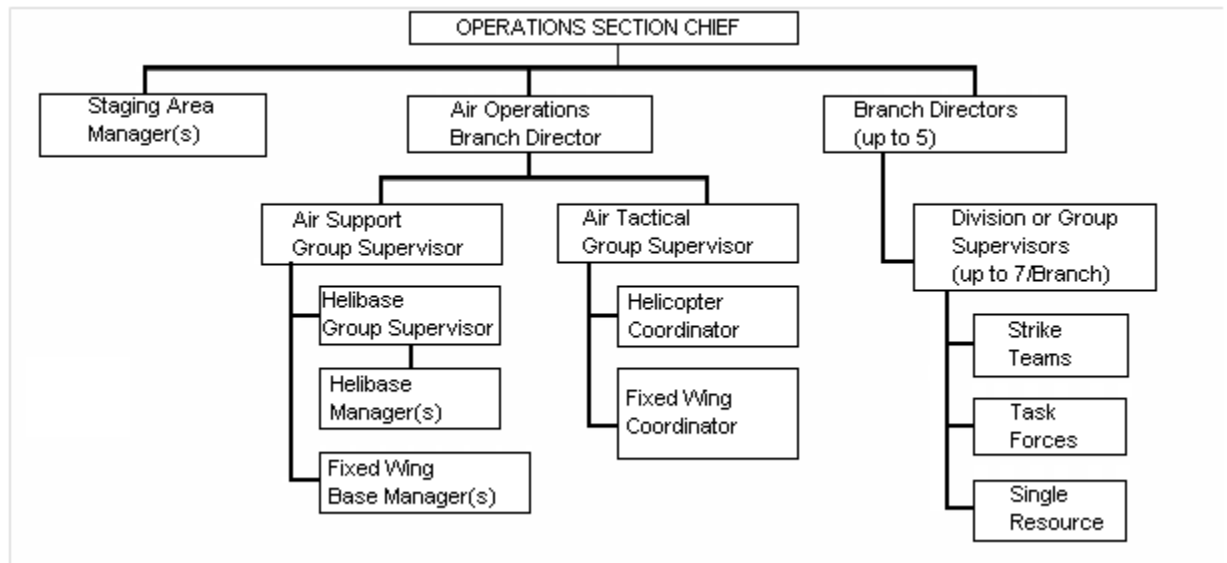 OPERATIONS SECTION CHIEF
Staging Area
Manager(s)
Air Operations
Branch Director
Branch Directors
(up to 5)
Air Support
Group Supervisor
Air Tactical
Group Supervisor
Division or Group
Supervisors
(up to 7/Branch)
Helibase
Group Supervisor
Helicopter
Coordinator
Strike
Teams
Helibase
Manager(s)
Fixed Wing
Coordinator
Task
Forces
Fixed Wing
Base Manager(s)
Single
Resource